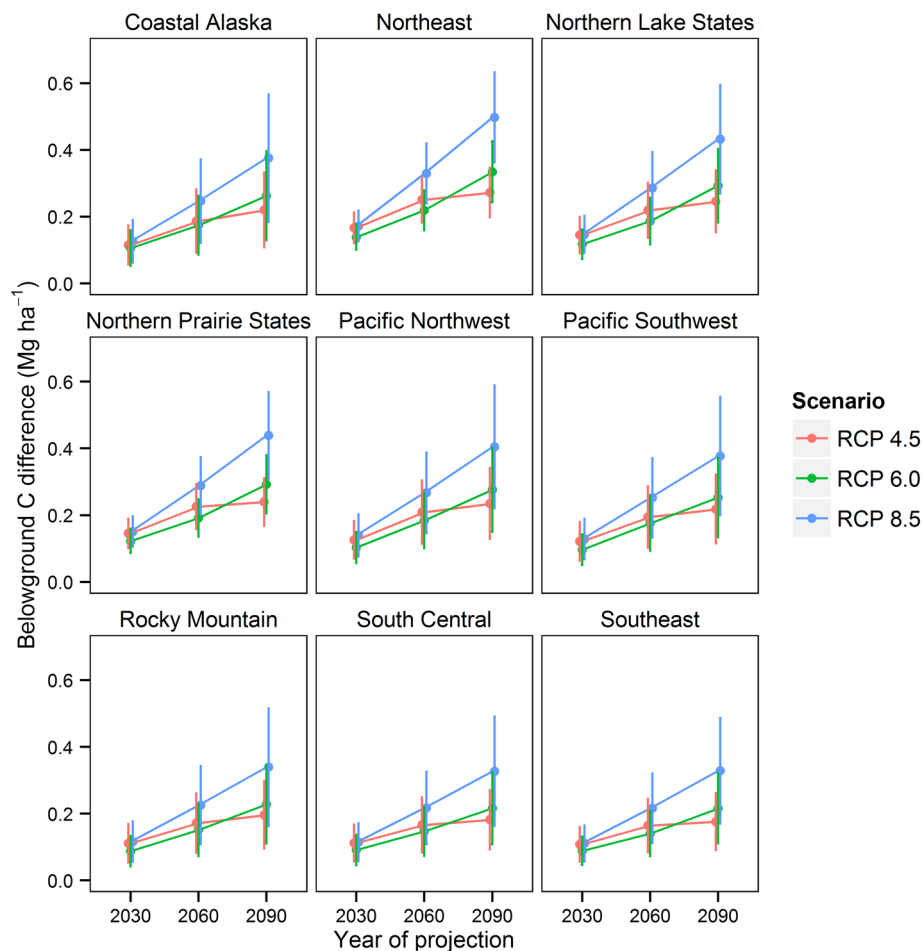 Coastal Alaska
Northeast
Northern Lake States
0.6
0.4
0.2
0.0
Northern Prairie States
Pacific Northwest
Pacific Southwest
0.6
0.4
0.2
0.0
Belowground C difference (Mg ha⁻¹)
Scenario
RCP 4.5
RCP 6.0
RCP 8.5
Rocky Mountain
South Central
Southeast
0.6
0.4
0.2
0.0
2030 2060 2090
2030 2060 2090
2030 2060 2090
Year of projection